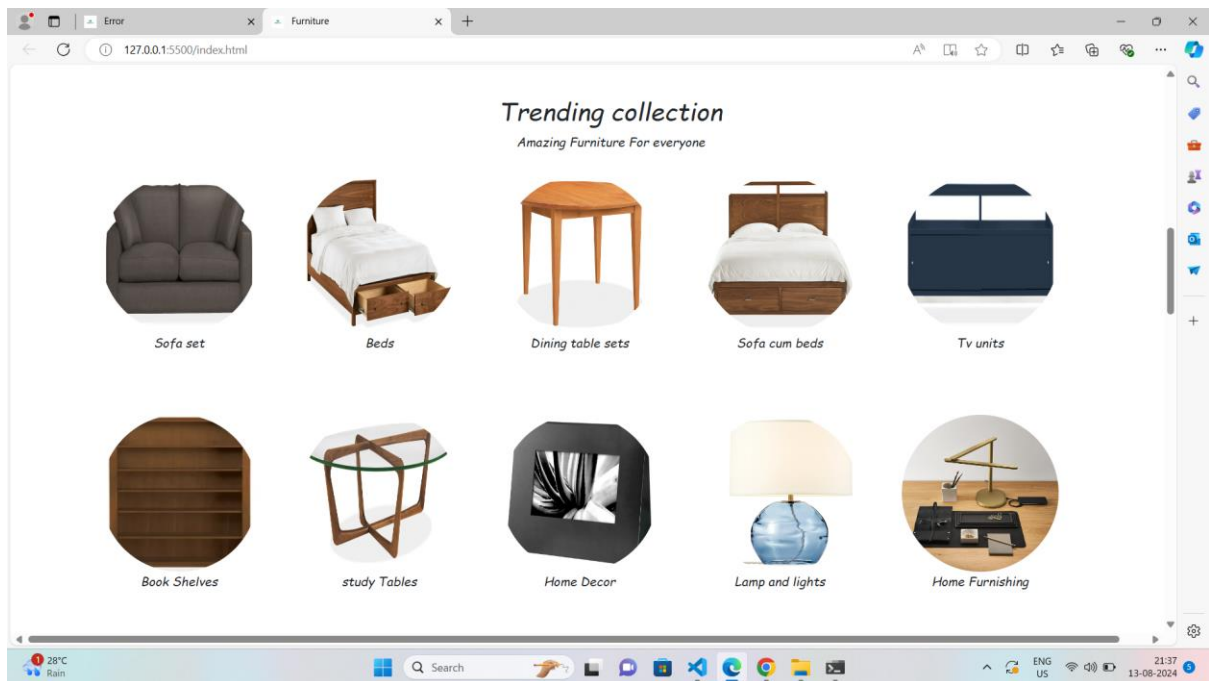 Error
Furniture
127.0.0.1:5500/index.html
Trending collection
Amazing Furniture For everyone
Sofa set
Beds
Dining table sets
Sofa cum beds
Tv units
Book Shelves
study Tables
Home Decor
Lamp and lights
Home Furnishing
1
28°C
Rain
Search
ENG
US
21:37
13-08-2024
5